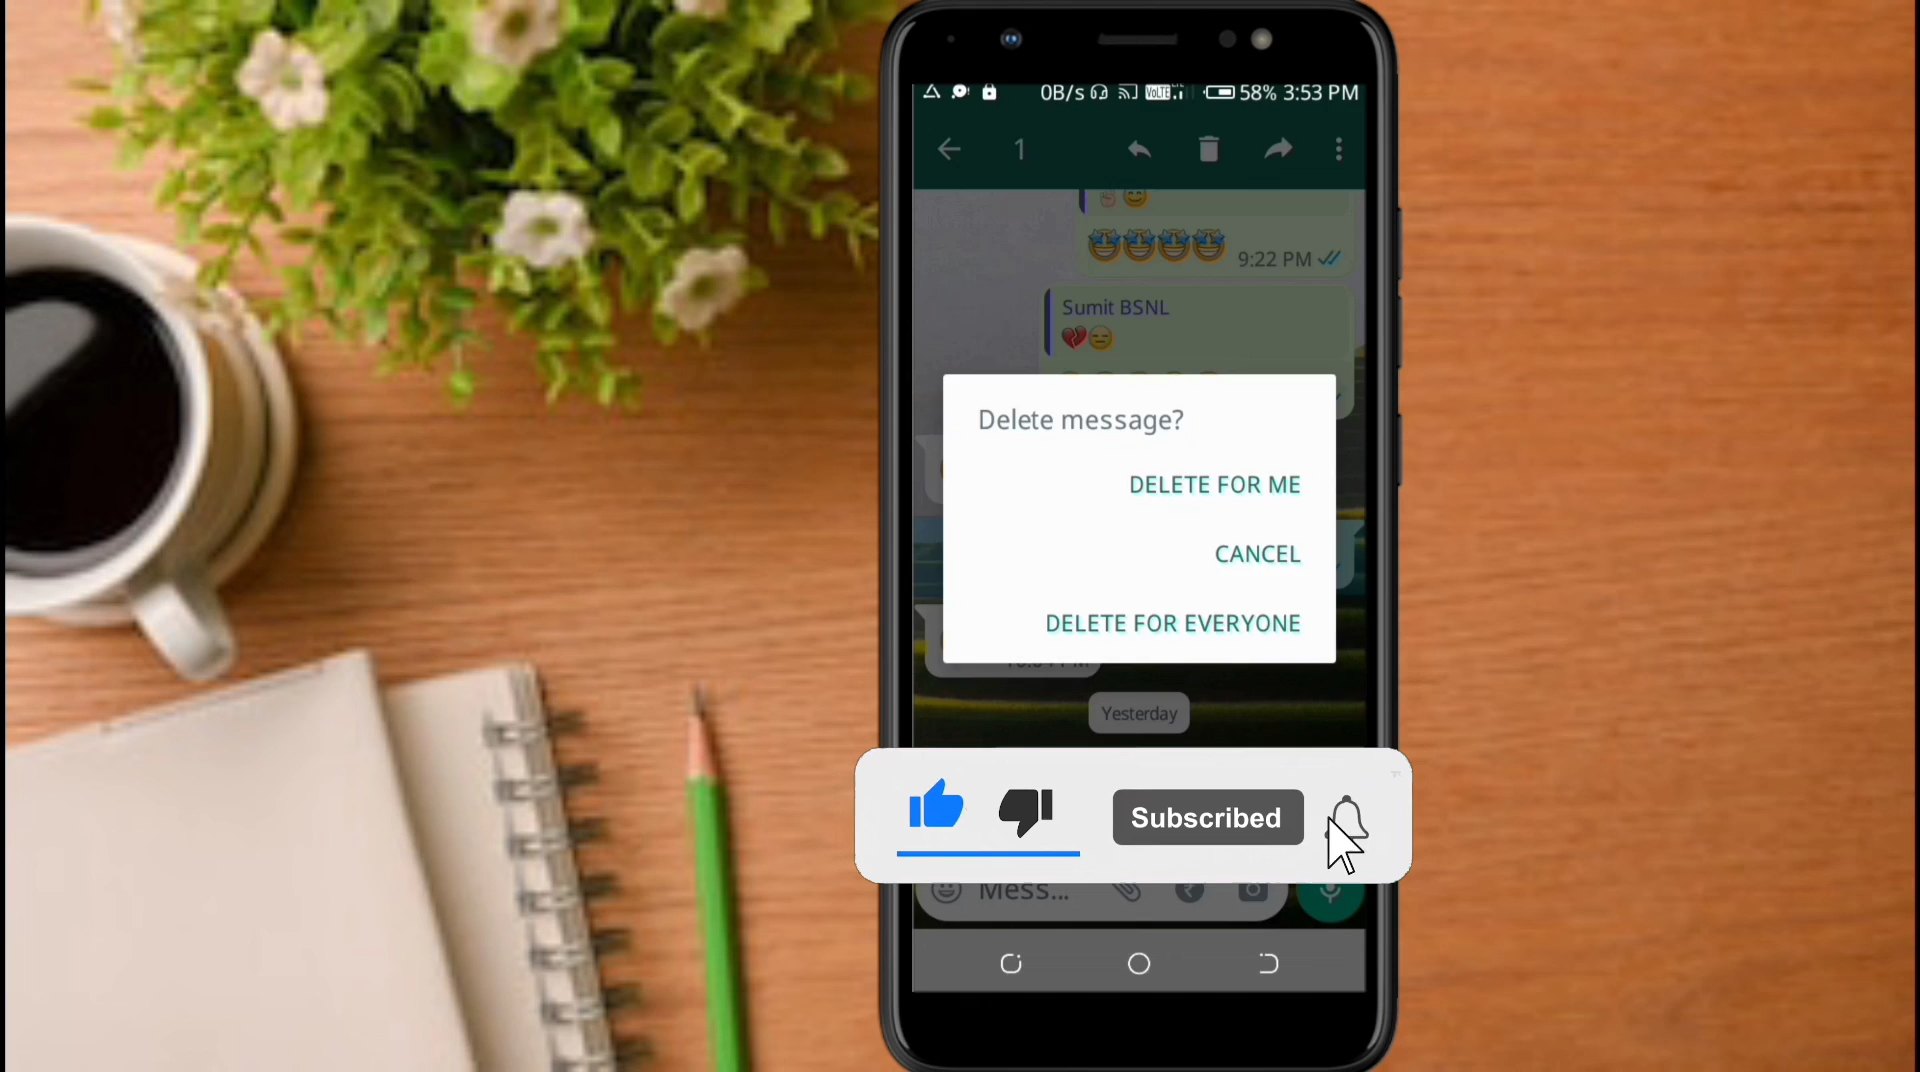 0B/s VoLTE 58% 3:53 PM
1
9:22 PM
Sumit BSNL
Delete message?
DELETE FOR ME
CANCEL
DELETE FOR EVERYONE
Yesterday
Subscribed
Mess...